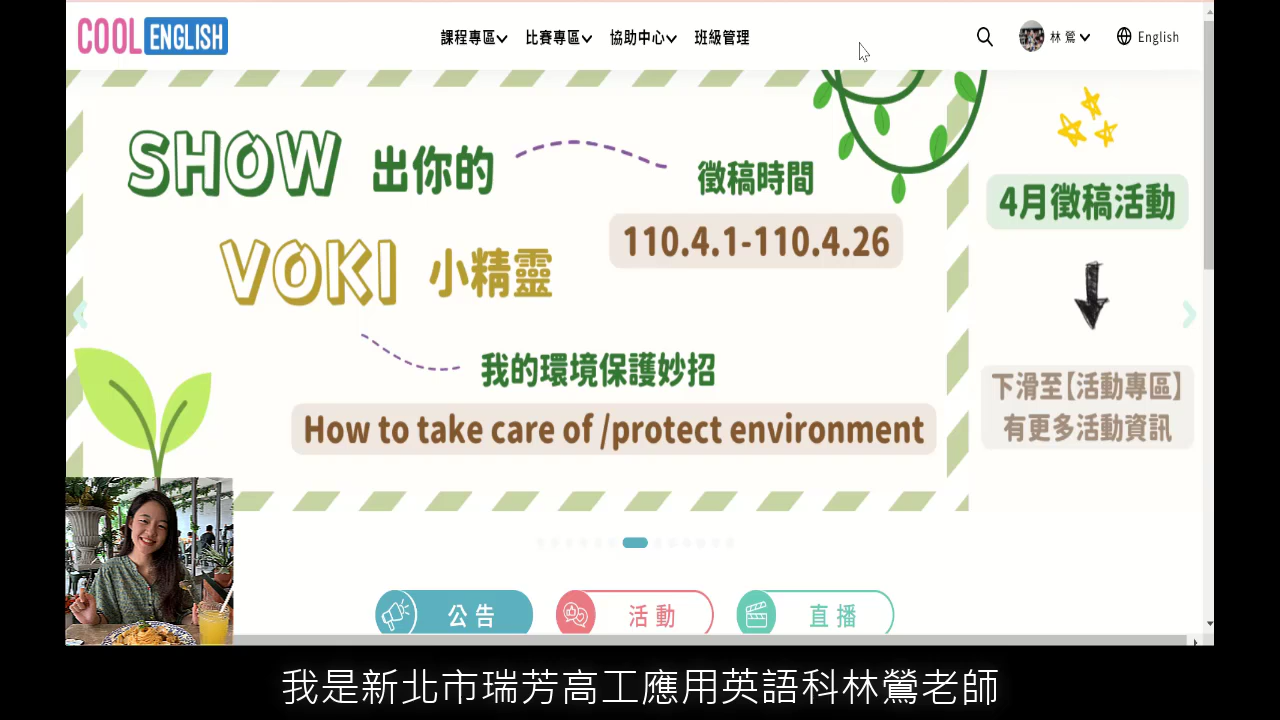 COOL ENGLISH
課程專區 比賽專區 協助中心 班級管理
林 鶯
English
SHOW 出你的
VOKI 小精靈
徵稿時間
110.4.1-110.4.26
我的環境保護妙招
How to take care of /protect environment
4月徵稿活動
下滑至【活動專區】
有更多活動資訊
公告 活動 直播
我是新北市瑞芳高工應用英語科林鶯老師